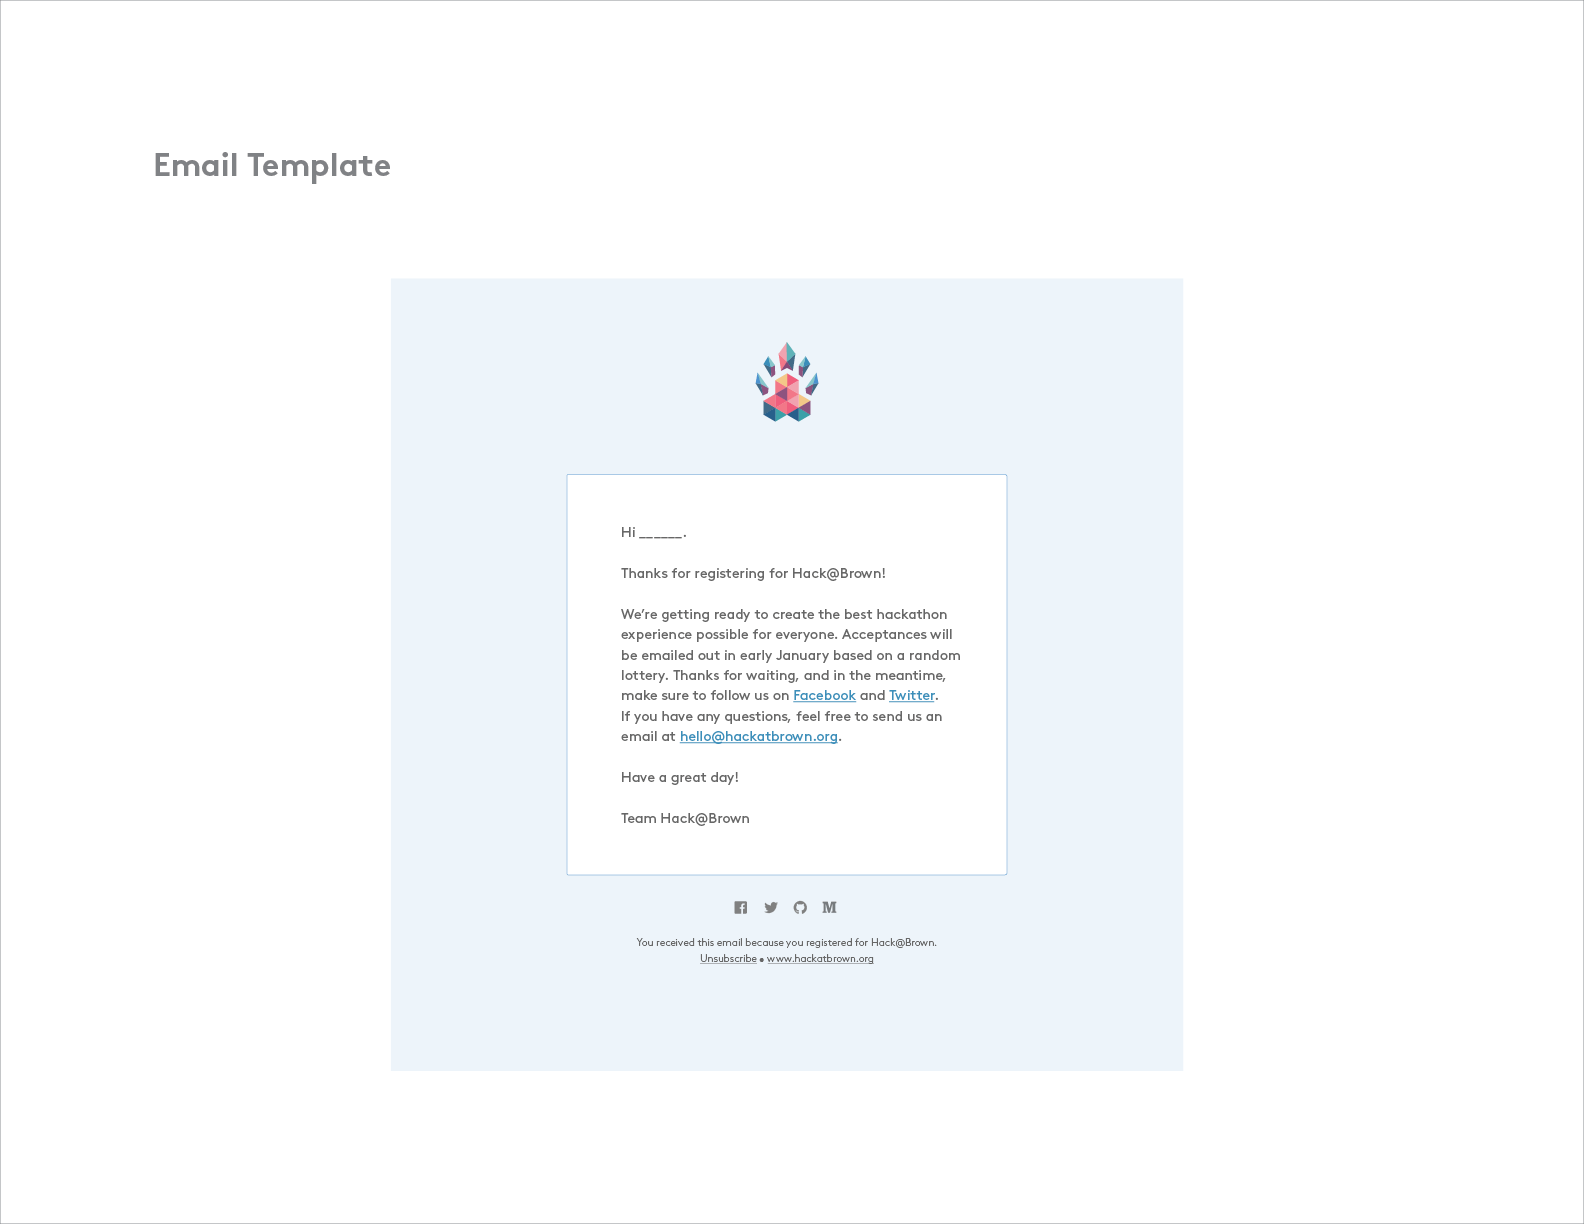 Email Template
Hi ______.
Thanks for registering for Hack@Brown!
We’re getting ready to create the best hackathon
experience possible for everyone. Acceptances will
be emailed out in early January based on a random
lottery. Thanks for waiting, and in the meantime,
make sure to follow us on Facebook and Twitter.
If you have any questions, feel free to send us an
email at hello@hackatbrown.org.
Have a great day!
Team Hack@Brown
You received this email because you registered for Hack@Brown.
Unsubscribe • www.hackatbrown.org